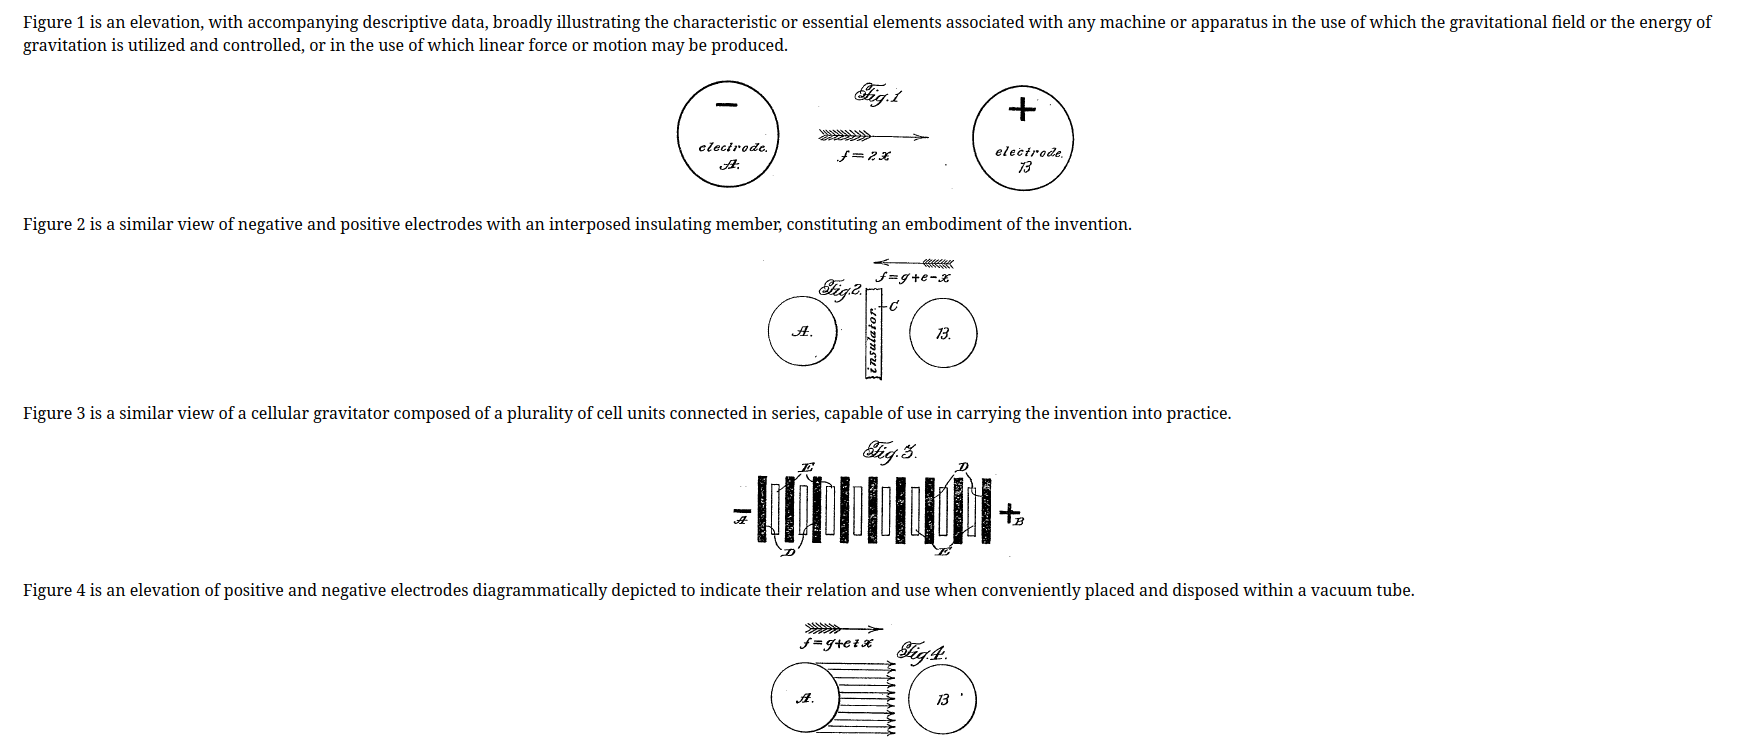 Figure 1 is an elevation, with accompanying descriptive data, broadly illustrating the characteristic or essential elements associated with any machine or apparatus in the use of which the gravitational field or the energy of
gravitation is utilized and controlled, or in the use of which linear force or motion may be produced.
Fig. 1
−
electrode.
A.
f=2x
+
electrode.
B
Figure 2 is a similar view of negative and positive electrodes with an interposed insulating member, constituting an embodiment of the invention.
f=g+e-x
Fig. 2.
C
A.
insulator
B.
Figure 3 is a similar view of a cellular gravitator composed of a plurality of cell units connected in series, capable of use in carrying the invention into practice.
Fig. 3.
E
D
−
A
+
B
D
E
Figure 4 is an elevation of positive and negative electrodes diagrammatically depicted to indicate their relation and use when conveniently placed and disposed within a vacuum tube.
f=g+e±x
Fig. 4.
A.
B